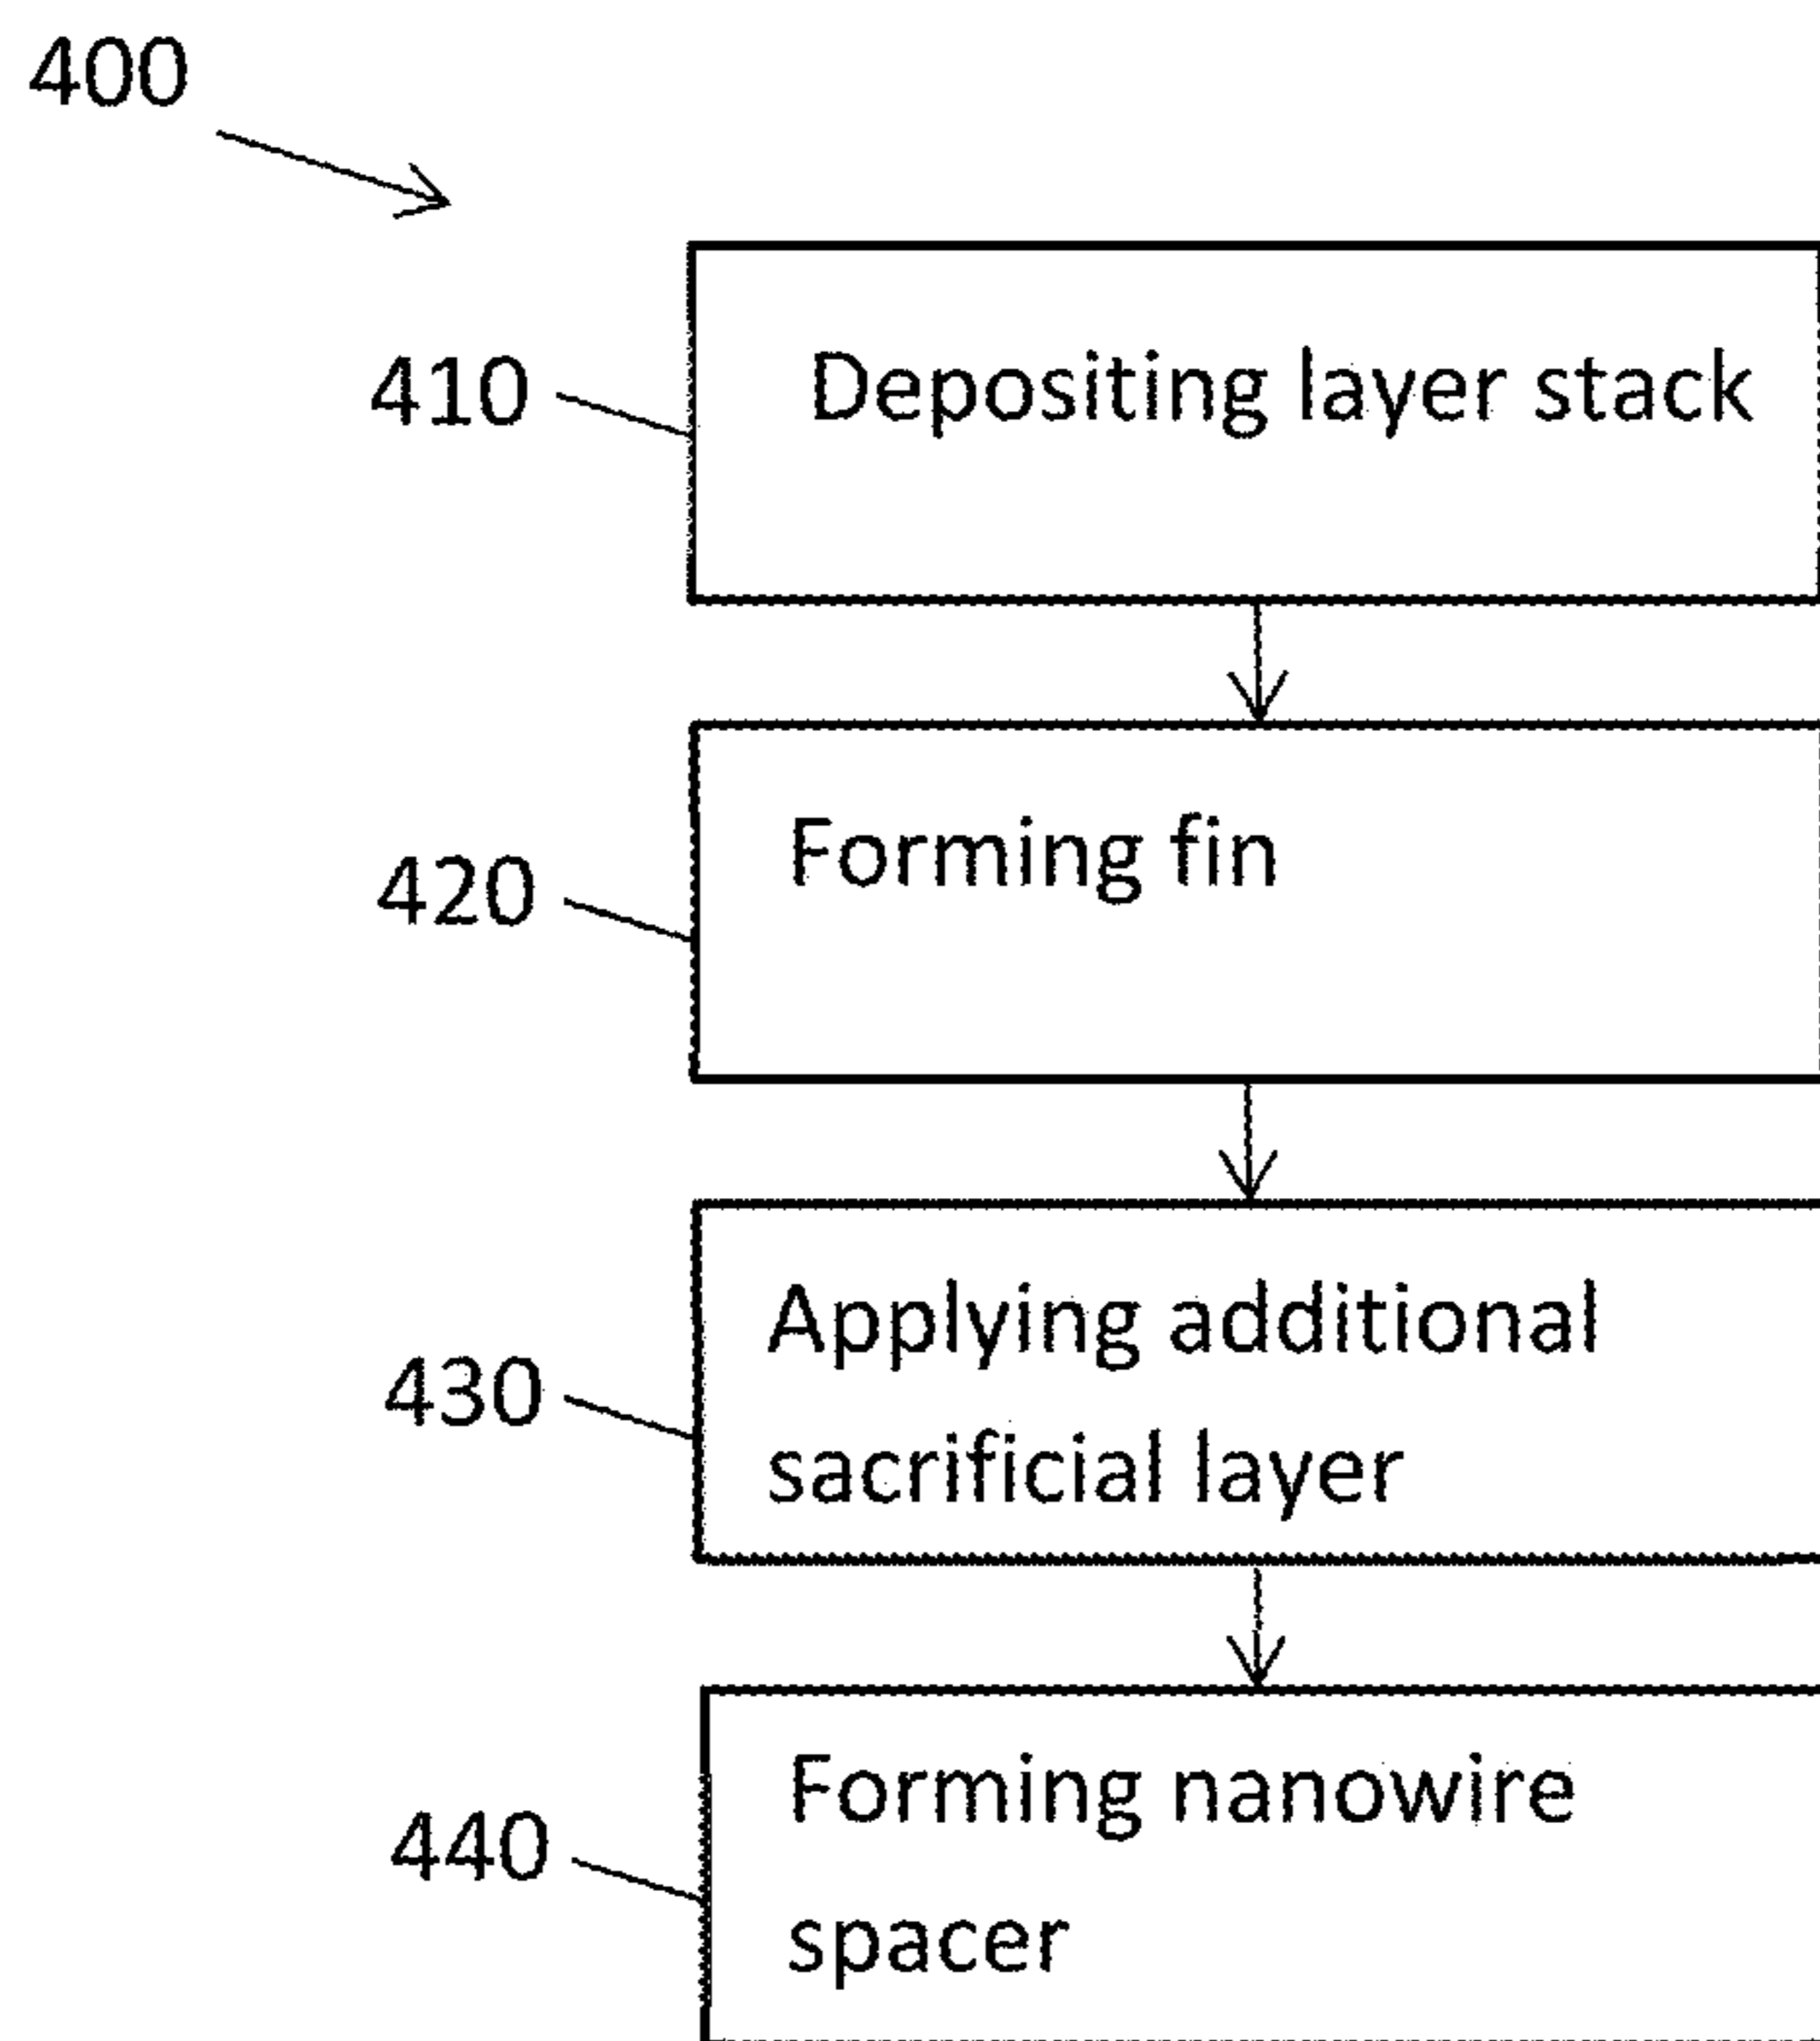 400
410
Depositing layer stack
420
Forming fin
430
Applying additional
sacrificial layer
440
Forming nanowire
spacer